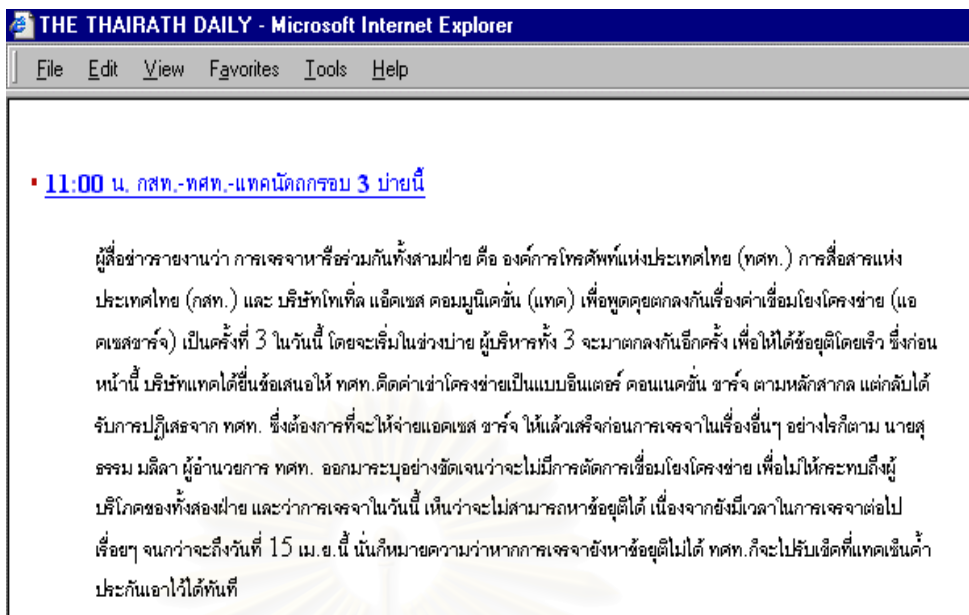 THE THAIRATH DAILY - Microsoft Internet Explorer
File Edit View Favorites Tools Help
11:00 น. กสท.-ทศท.-แทคนัดถกรอบ 3 บ่ายนี้
ผู้สื่อข่าวรายงานว่า การเจรจาหารือร่วมกันทั้งสามฝ่าย คือ องค์การโทรศัพท์แห่งประเทศไทย (ทศท.) การสื่อสารแห่ง
ประเทศไทย (กสท.) และ บริษัทโทเทิ่ล แอ็คเซส คอมมูนิเคชั่น (แทค) เพื่อพูดคุยตกลงกันเรื่องค่าเชื่อมโยงโครงข่าย (แอ
คเซสชาร์จ) เป็นครั้งที่ 3 ในวันนี้ โดยจะเริ่มในช่วงบ่าย ผู้บริหารทั้ง 3 จะมาตกลงกันอีกครั้ง เพื่อให้ได้ข้อยุติโดยเร็ว ซึ่งก่อน
หน้านี้ บริษัทแทคได้ยื่นข้อเสนอให้ ทศท.คิดค่าเช่าโครงข่ายเป็นแบบอินเตอร์ คอนเนคชั่น ชาร์จ ตามหลักสากล แต่กลับได้
รับการปฏิเสธจาก ทศท. ซึ่งต้องการที่จะให้จ่ายแอคเซส ชาร์จ ให้แล้วเสร็จก่อนการเจรจาในเรื่องอื่นๆ อย่างไรก็ตาม นายสุ
ธรรม มลิลา ผู้อำนวยการ ทศท. ออกมาระบุอย่างชัดเจนว่าจะไม่มีการตัดการเชื่อมโยงโครงข่าย เพื่อไม่ให้กระทบถึงผู้
บริโภคของทั้งสองฝ่าย และว่าการเจรจาในวันนี้ เห็นว่าจะไม่สามารถหาข้อยุติได้ เนื่องจากยังมีเวลาในการเจรจาต่อไป
เรื่อยๆ จนกว่าจะถึงวันที่ 15 เม.ย.นี้ นั่นก็หมายความว่าหากการเจรจายังหาข้อยุติไม่ได้ ทศท.ก็จะไปรับเช็คที่แทคเซ็นค้ำ
ประกันเอาไว้ได้ทันที